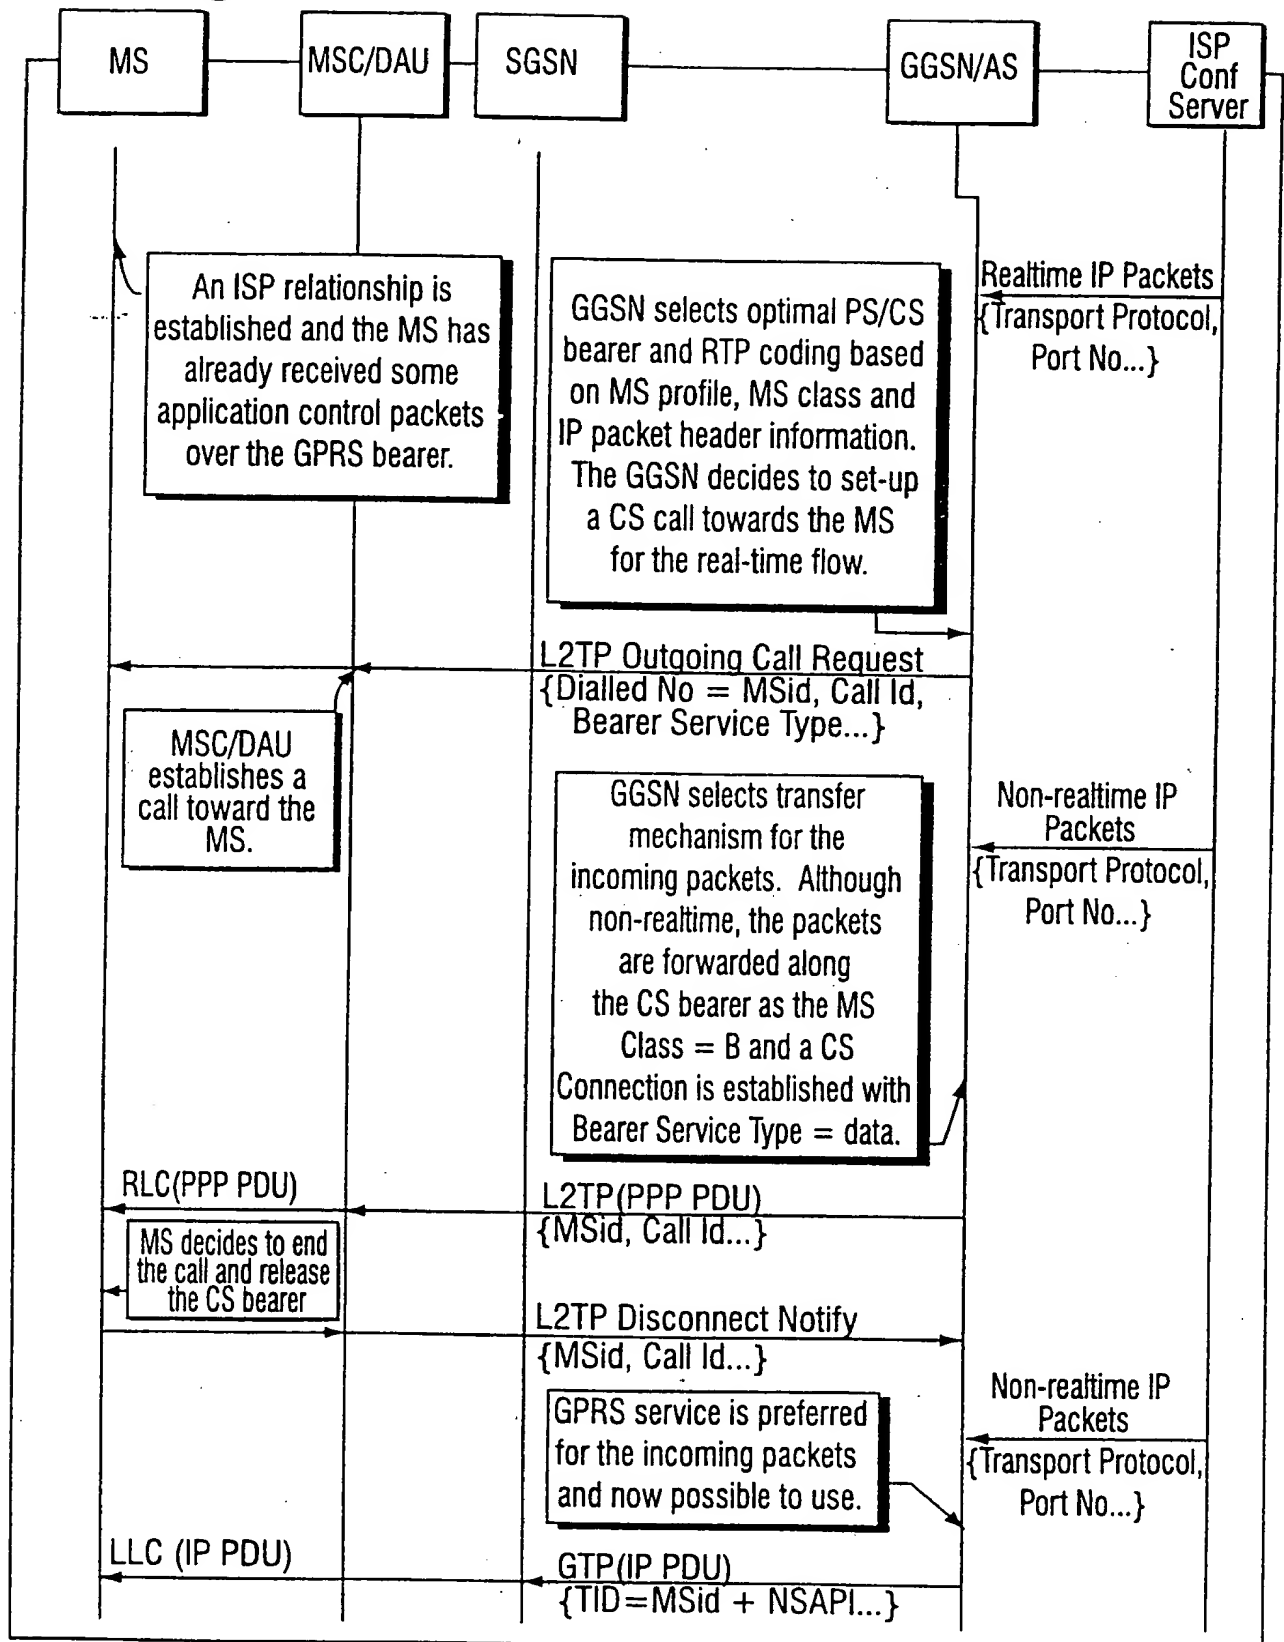 MS
MSC/DAU
SGSN
GGSN/AS
ISP
Conf
Server
An ISP relationship is
established and the MS has
already received some
application control packets
over the GPRS bearer.
GGSN selects optimal PS/CS
bearer and RTP coding based
on MS profile, MS class and
IP packet header information.
The GGSN decides to set-up
a CS call towards the MS
for the real-time flow.
Realtime IP Packets
{Transport Protocol,
Port No...}
L2TP Outgoing Call Request
{Dialled No = MSid, Call Id,
Bearer Service Type...}
MSC/DAU
establishes a
call toward the
MS.
GGSN selects transfer
mechanism for the
incoming packets. Although
non-realtime, the packets
are forwarded along
the CS bearer as the MS
Class = B and a CS
Connection is established with
Bearer Service Type = data.
Non-realtime IP
Packets
{Transport Protocol,
Port No...}
RLC(PPP PDU)
L2TP(PPP PDU)
{MSid, Call Id...}
MS decides to end
the call and release
the CS bearer
L2TP Disconnect Notify
{MSid, Call Id...}
GPRS service is preferred
for the incoming packets
and now possible to use.
Non-realtime IP
Packets
{Transport Protocol,
Port No...}
LLC (IP PDU)
GTP(IP PDU)
{TID=MSid + NSAPI...}